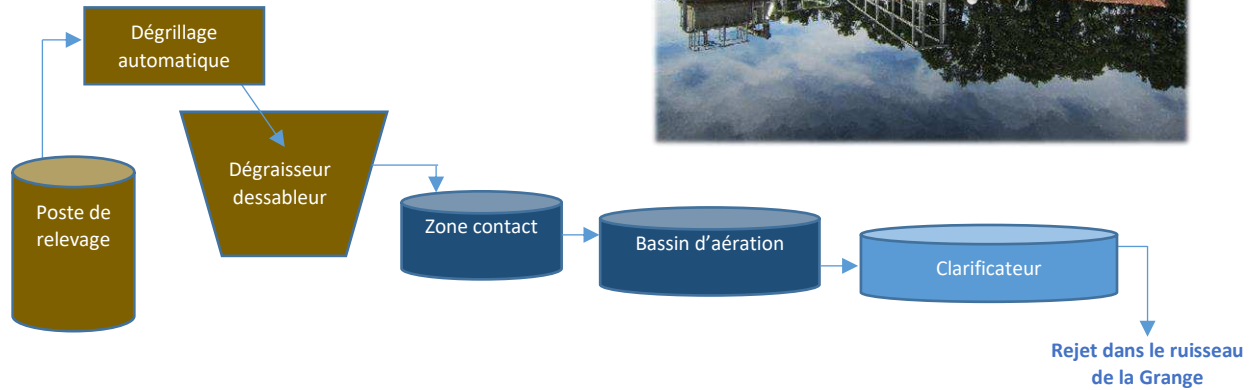 Dégrillage
automatique
Dégraisseur
dessableur
Poste de
relevage
Zone contact
Bassin d'aération
Clarificateur
Rejet dans le ruisseau
de la Grange